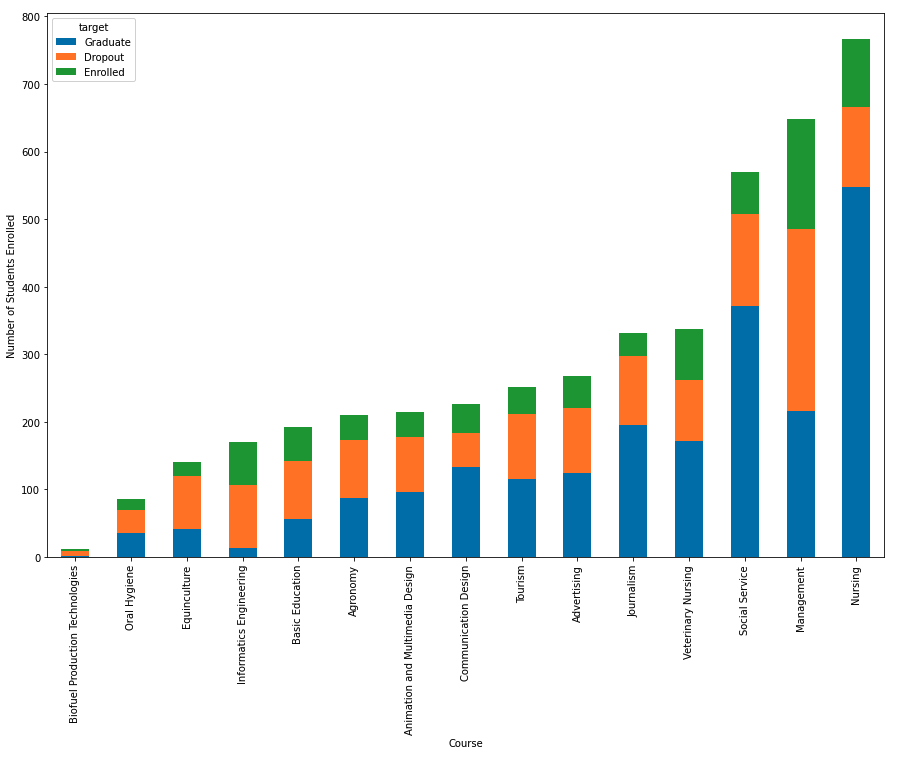 800
700
600
500
400
300
200
100
0
Number of Students Enrolled
target
Graduate
Dropout
Enrolled
Biofuel Production Technologies
Oral Hygiene
Equinculture
Informatics Engineering
Basic Education
Agronomy
Animation and Multimedia Design
Communication Design
Tourism
Advertising
Journalism
Veterinary Nursing
Social Service
Management
Nursing
Course